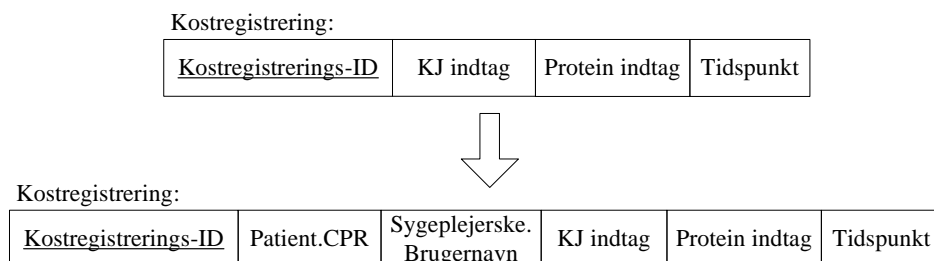 Kostregistrering:
Kostregistrerings-ID KJ indtag Protein indtag Tidspunkt
Kostregistrering:
Kostregistrerings-ID Patient.CPR Sygeplejerske. KJ indtag Protein indtag Tidspunkt
Brugernavn